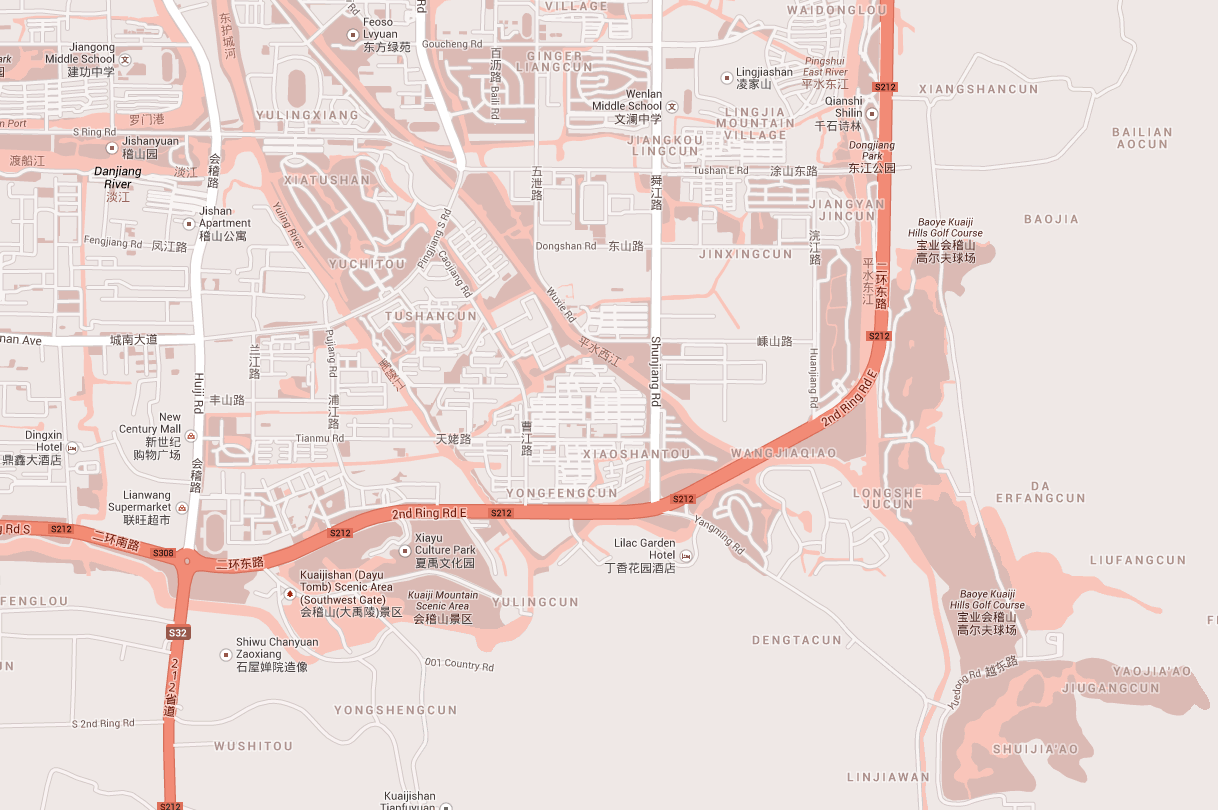 VILLAGE
WAIDONGLOU
东护城河
Feoso
Lvyuan
东方绿苑
Goucheng Rd
Jiangong
Middle School
建功中学
百沥路
Baili Rd
GINGER
LIANGCUN
Pingshui
East River
平水东江
Lingjiashan
凌家山
S212
XIANGSHANCUN
Wenlan
Middle School
文澜中学
Qianshi
Shilin
千石诗林
YULINGXIANG
LINGJIA
MOUNTAIN
VILLAGE
罗门港
S Ring Rd
BAILIAN
AOCUN
Jishanyuan
稽山园
JIANGKOU
LINGCUN
Dongjiang
Park
东江公园
渡船江
会稽路
Danjiang
River
淡江
淡江
XIATUSHAN
五泄路
舜江路
Tushan E Rd
涂山东路
JIANGYAN
JINCUN
Jishan
Apartment
稽山公寓
Yuling River
Pingjiang S Rd
BAOJIA
Baoye Kuaiji
Hills Golf Course
宝业会稽山
高尔夫球场
Fengjiang Rd
凤江路
Dongshan Rd
东山路
JINXINGCUN
浣江路
YUCHITOU
Caojiang Rd
平水东江
二环东路
Wuxie Rd
TUSHANCUN
nan Ave
城南大道
兰江路
Pujiang Rd
平水西江
嵊山路
S212
Shunjiang Rd
Huanjiang Rd
禹陵江
Huiji Rd
丰山路
浦江路
2nd Ring Rd E
New
Century Mall
新世纪
购物广场
Tianmu Rd
天姥路
曹江路
Dingxin
Hotel
鼎鑫大酒店
会稽路
XIAOSHANTOU
WANGJIAQIAO
YONGFENGCUN
LONGSHE
JUCUN
DA
ERFANGCUN
Lianwang
Supermarket
联旺超市
S212
2nd Ring Rd E
S212
g Rd S
S212
二环南路
S308
S212
二环东路
Yangming Rd
Lilac Garden
Hotel
丁香花园酒店
Xiayu
Culture Park
夏禹文化园
LIUFANGCUN
Kuaijishan (Dayu
Tomb) Scenic Area
(Southwest Gate)
会稽山(大禹陵)景区
Kuaiji Mountain
Scenic Area
会稽山景区
YULINGCUN
FENGLOU
Baoye Kuaiji
Hills Golf Course
宝业会稽山
高尔夫球场
S32
DENGTACUN
Shiwu Chanyuan
Zaoxiang
石屋婵院造像
001 Country Rd
212省道
Yuedong Rd
越东路
YAOJIA'AO
JIUGANGCUN
YONGSHENGCUN
S 2nd Ring Rd
WUSHITOU
SHUIJIA'AO
LINJIAWAN
Kuaijishan
Tianfuyuan
S212